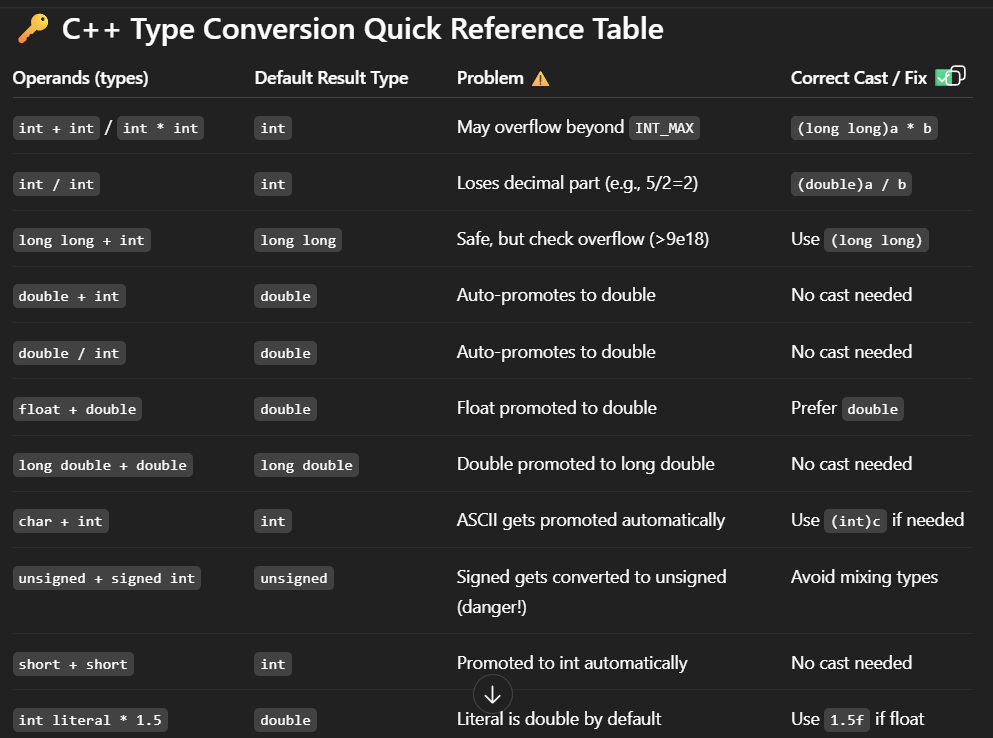 🔑 C++ Type Conversion Quick Reference Table
Operands (types) Default Result Type Problem ⚠️ Correct Cast / Fix ✅
int + int / int * int int May overflow beyond INT_MAX (long long)a * b
int / int int Loses decimal part (e.g., 5/2=2) (double)a / b
long long + int long long Safe, but check overflow (>9e18) Use (long long)
double + int double Auto-promotes to double No cast needed
double / int double Auto-promotes to double No cast needed
float + double double Float promoted to double Prefer double
long double + double long double Double promoted to long double No cast needed
char + int int ASCII gets promoted automatically Use (int)c if needed
unsigned + signed int unsigned Signed gets converted to unsigned Avoid mixing types
(danger!)
short + short int Promoted to int automatically No cast needed
int literal * 1.5 double Literal is double by default Use 1.5f if float